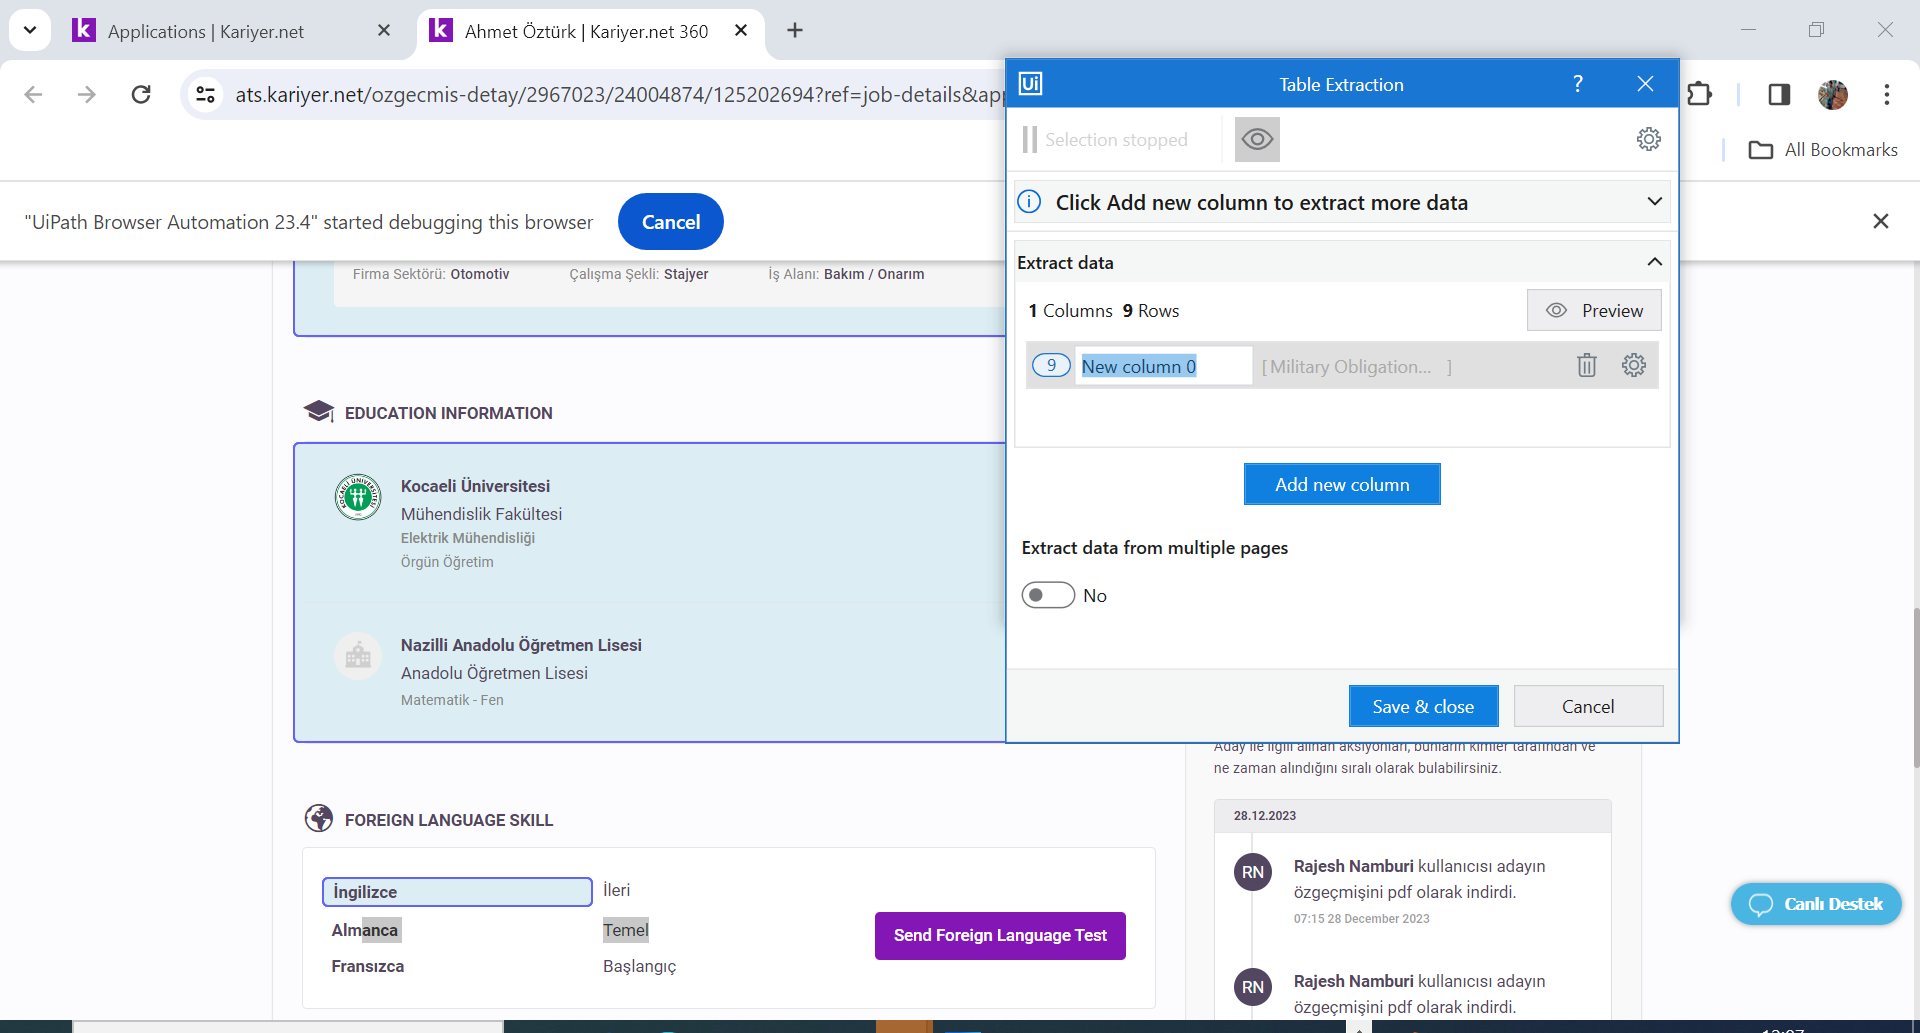 Applications | Kariyer.net
Ahmet Öztürk | Kariyer.net 360
ats.kariyer.net/ozgecmis-detay/2967023/24004874/125202694?ref=job-details&ap
All Bookmarks
"UiPath Browser Automation 23.4" started debugging this browser
Cancel
Firma Sektörü: Otomotiv
Çalışma Şekli: Stajyer
İş Alanı: Bakım / Onarım
EDUCATION INFORMATION
Kocaeli Üniversitesi
Mühendislik Fakültesi
Elektrik Mühendisliği
Örgün Öğretim
Nazilli Anadolu Öğretmen Lisesi
Anadolu Öğretmen Lisesi
Matematik - Fen
FOREIGN LANGUAGE SKILL
İngilizce İleri
Almanca Temel
Fransızca Başlangıç
Send Foreign Language Test
Ui
Table Extraction
?
Selection stopped
Click Add new column to extract more data
Extract data
1 Columns 9 Rows
Preview
9 New column 0 [ Military Obligation... ]
Add new column
Extract data from multiple pages
No
Save & close
Cancel
Aday ile ilgili alınan aksiyonları, bunların kimler tarafından ve
ne zaman alındığını sıralı olarak bulabilirsiniz.
28.12.2023
RN
Rajesh Namburi kullanıcısı adayın
özgeçmişini pdf olarak indirdi.
07:15 28 December 2023
RN
Rajesh Namburi kullanıcısı adayın
özgeçmişini pdf olarak indirdi.
Canlı Destek